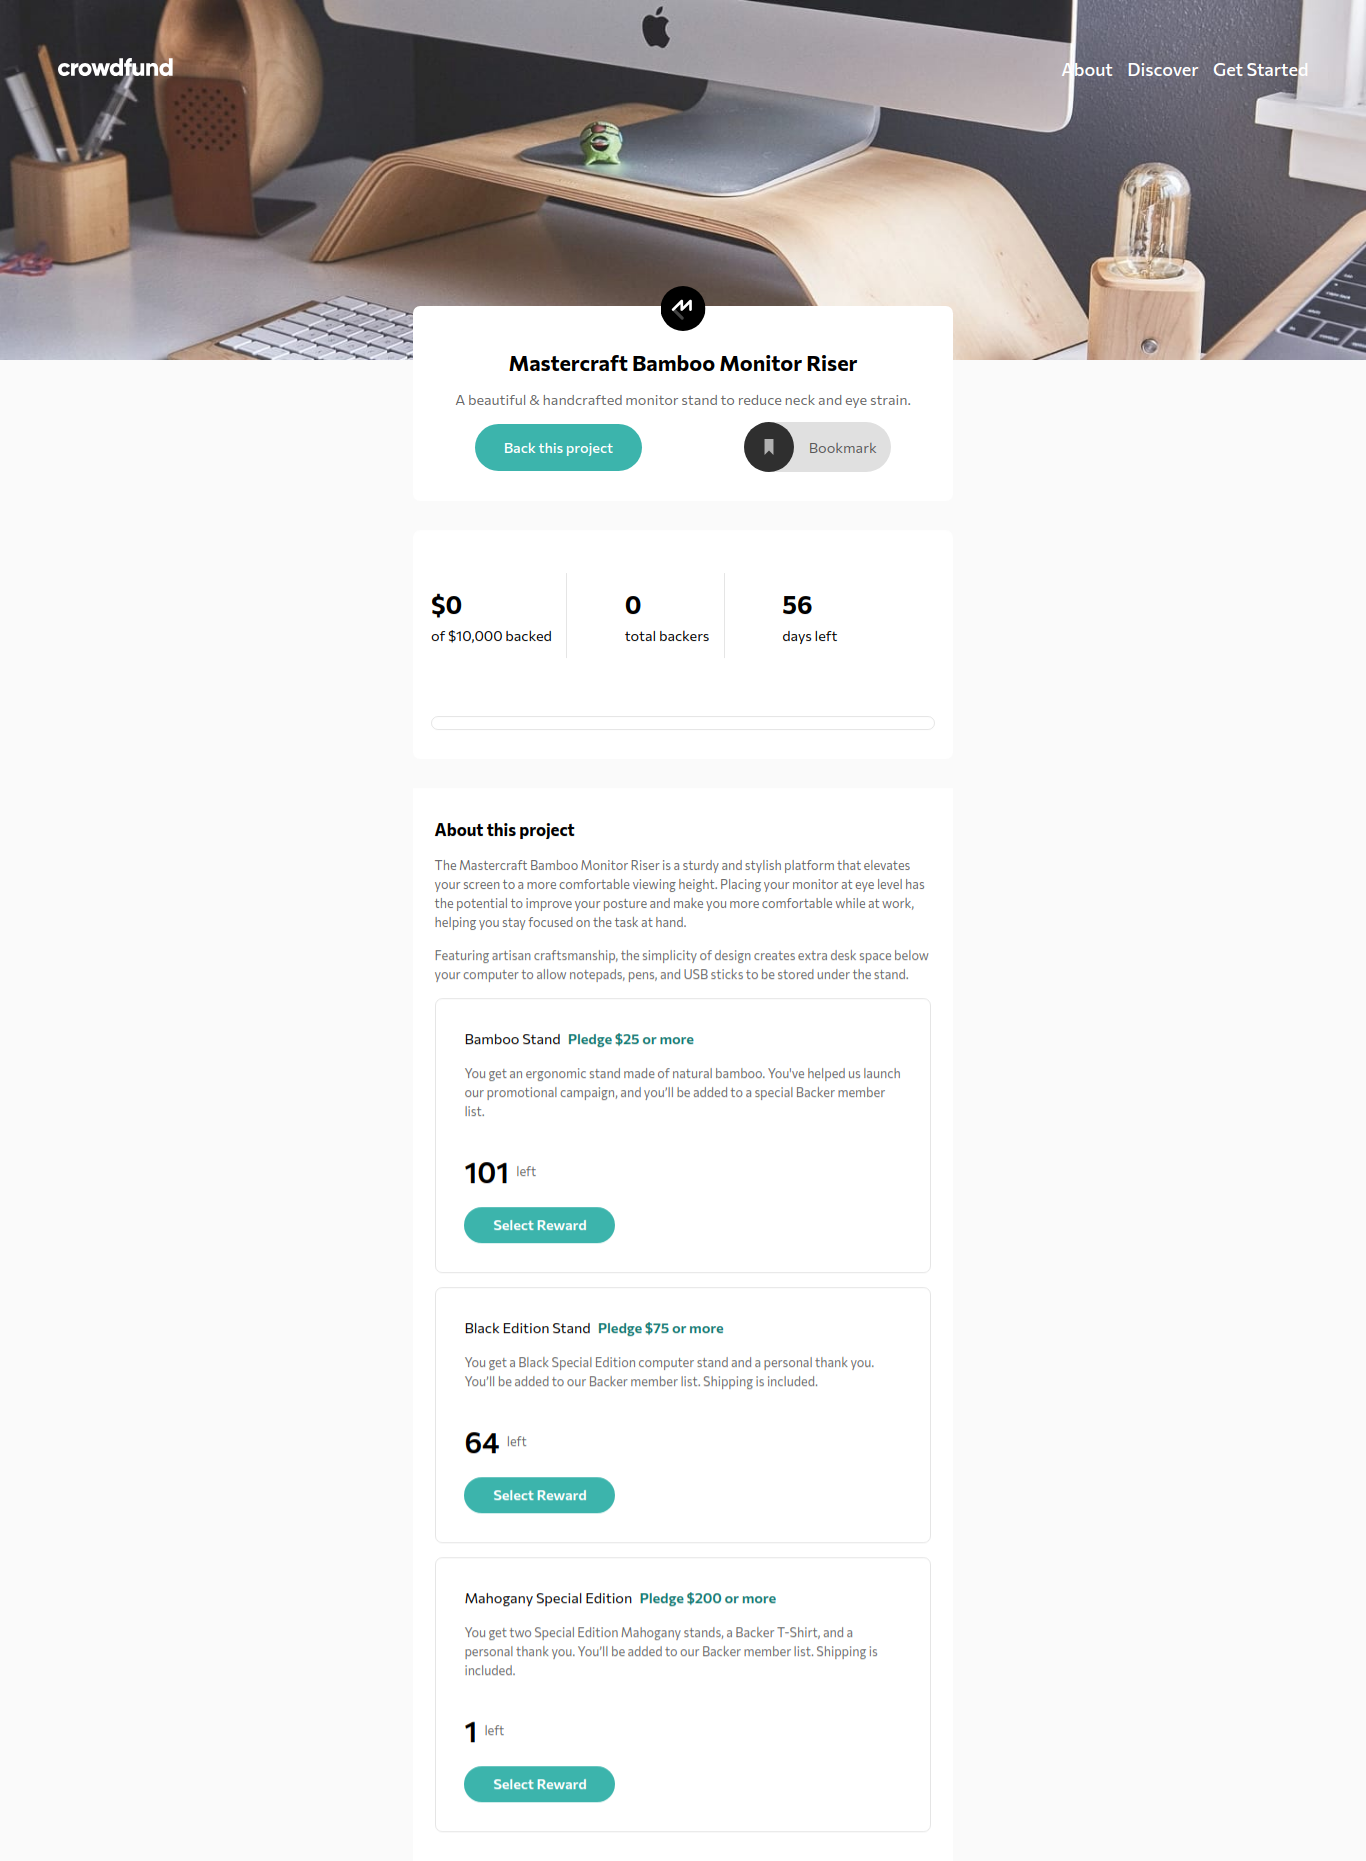 crowdfund
About Discover Get Started
Mastercraft Bamboo Monitor Riser
A beautiful & handcrafted monitor stand to reduce neck and eye strain.
Back this project
Bookmark
$0
of $10,000 backed
0
total backers
56
days left
About this project
The Mastercraft Bamboo Monitor Riser is a sturdy and stylish platform that elevates
your screen to a more comfortable viewing height. Placing your monitor at eye level has
the potential to improve your posture and make you more comfortable while at work,
helping you stay focused on the task at hand.
Featuring artisan craftsmanship, the simplicity of design creates extra desk space below
your computer to allow notepads, pens, and USB sticks to be stored under the stand.
Bamboo Stand Pledge $25 or more
You get an ergonomic stand made of natural bamboo. You've helped us launch
our promotional campaign, and you'll be added to a special Backer member
list.
101 left
Select Reward
Black Edition Stand Pledge $75 or more
You get a Black Special Edition computer stand and a personal thank you.
You'll be added to our Backer member list. Shipping is included.
64 left
Select Reward
Mahogany Special Edition Pledge $200 or more
You get two Special Edition Mahogany stands, a Backer T-Shirt, and a
personal thank you. You'll be added to our Backer member list. Shipping is
included.
1 left
Select Reward